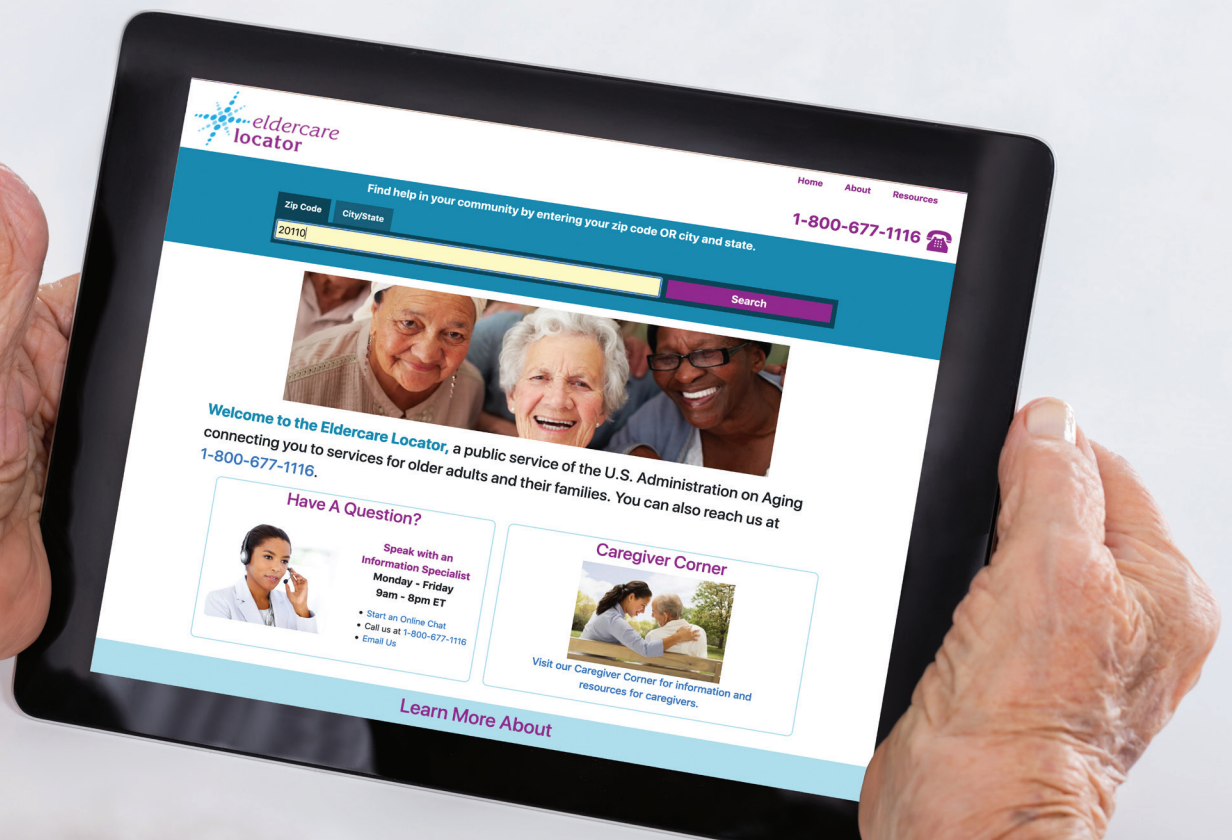 eldercare
locator
Home About Resources
1-800-677-1116
Find help in your community by entering your zip code OR city and state.
Zip Code City/State
20110
Search
Welcome to the Eldercare Locator, a public service of the U.S. Administration on Aging
connecting you to services for older adults and their families. You can also reach us at
1-800-677-1116.
Have A Question?
Speak with an
Information Specialist
Monday - Friday
9am - 8pm ET
• Start an Online Chat
• Call us at 1-800-677-1116
• Email Us
Caregiver Corner
Visit our Caregiver Corner for information and
resources for caregivers.
Learn More About